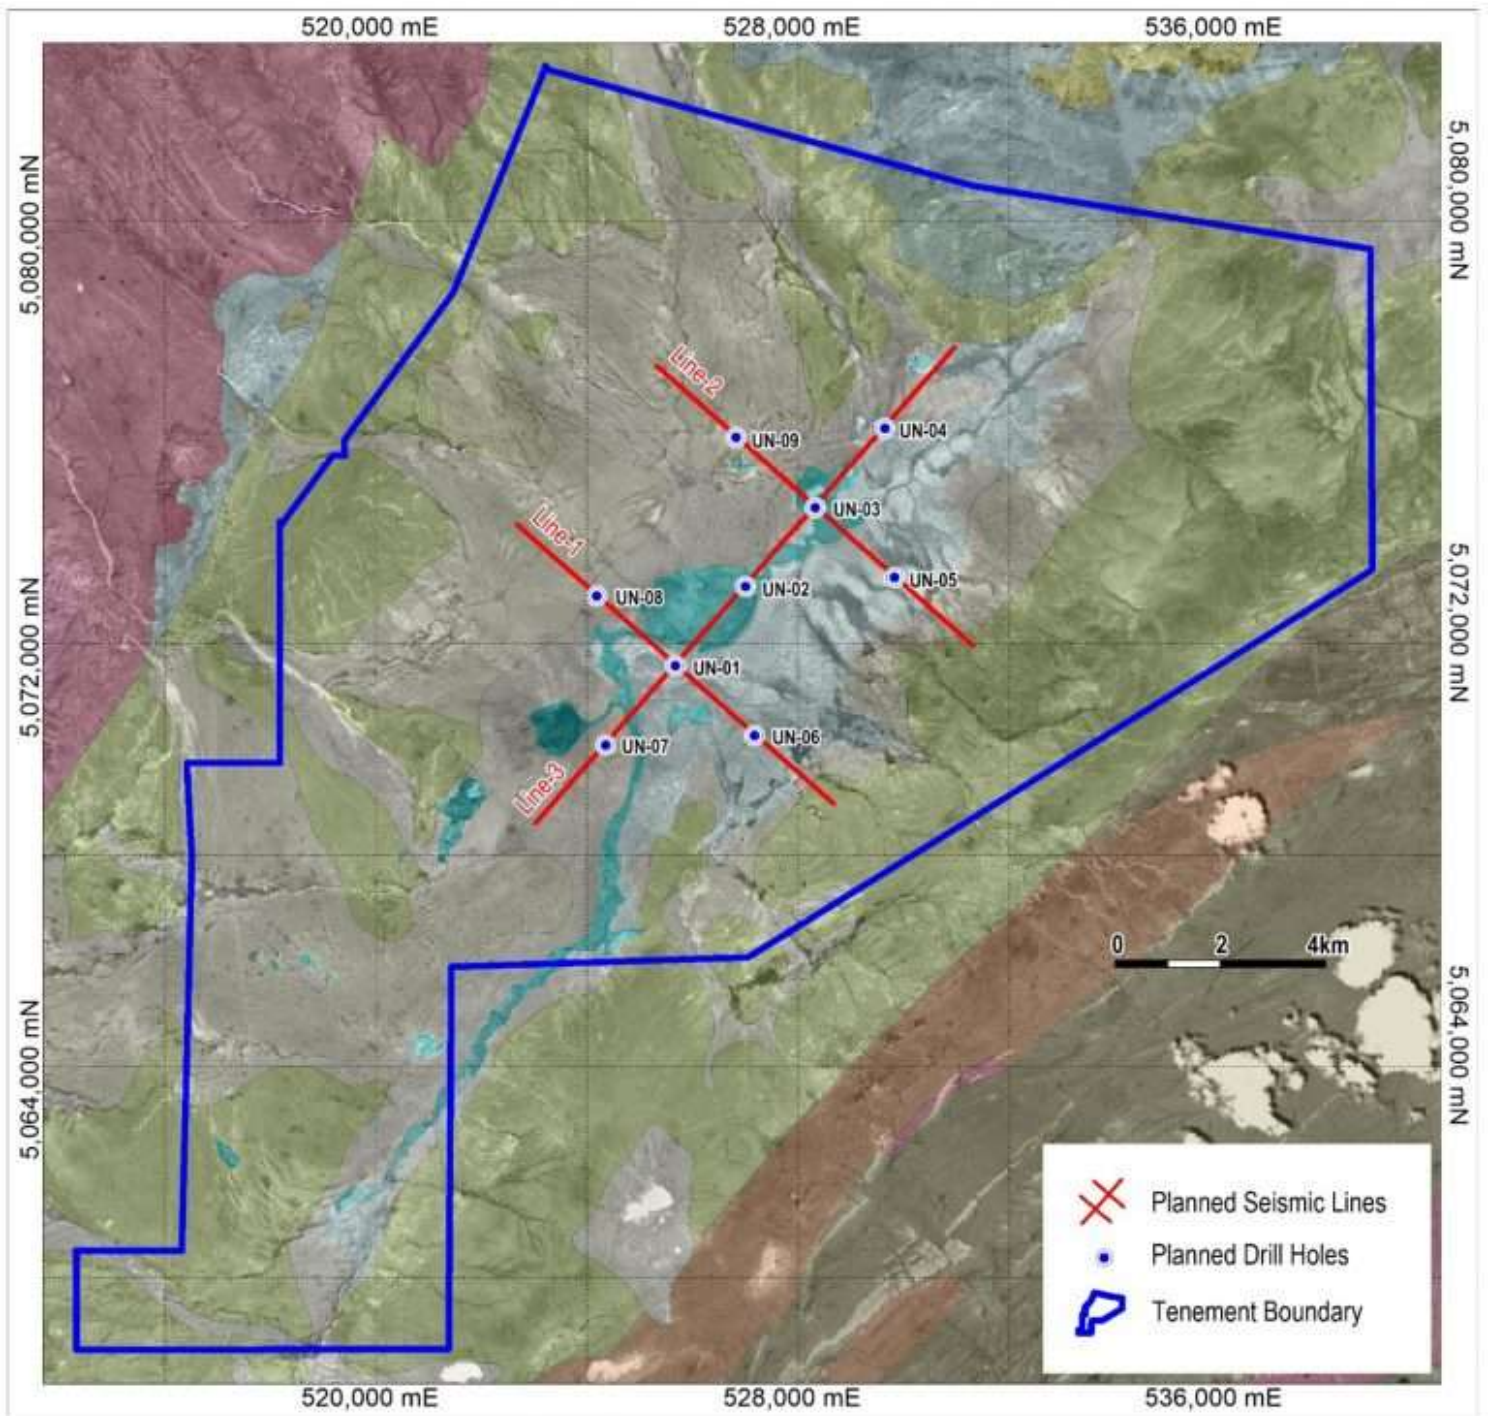 520,000 mE
528,000 mE
536,000 mE
5,080,000 mN
5,080,000 mN
Line-2
UN-09
UN-04
UN-03
Line-1
UN-05
UN-02
UN-08
5,072,000 mN
5,072,000 mN
UN-01
UN-06
UN-07
Line-3
0 2 4km
5,064,000 mN
5,064,000 mN
Planned Seismic Lines
Planned Drill Holes
Tenement Boundary
520,000 mE
528,000 mE
536,000 mE